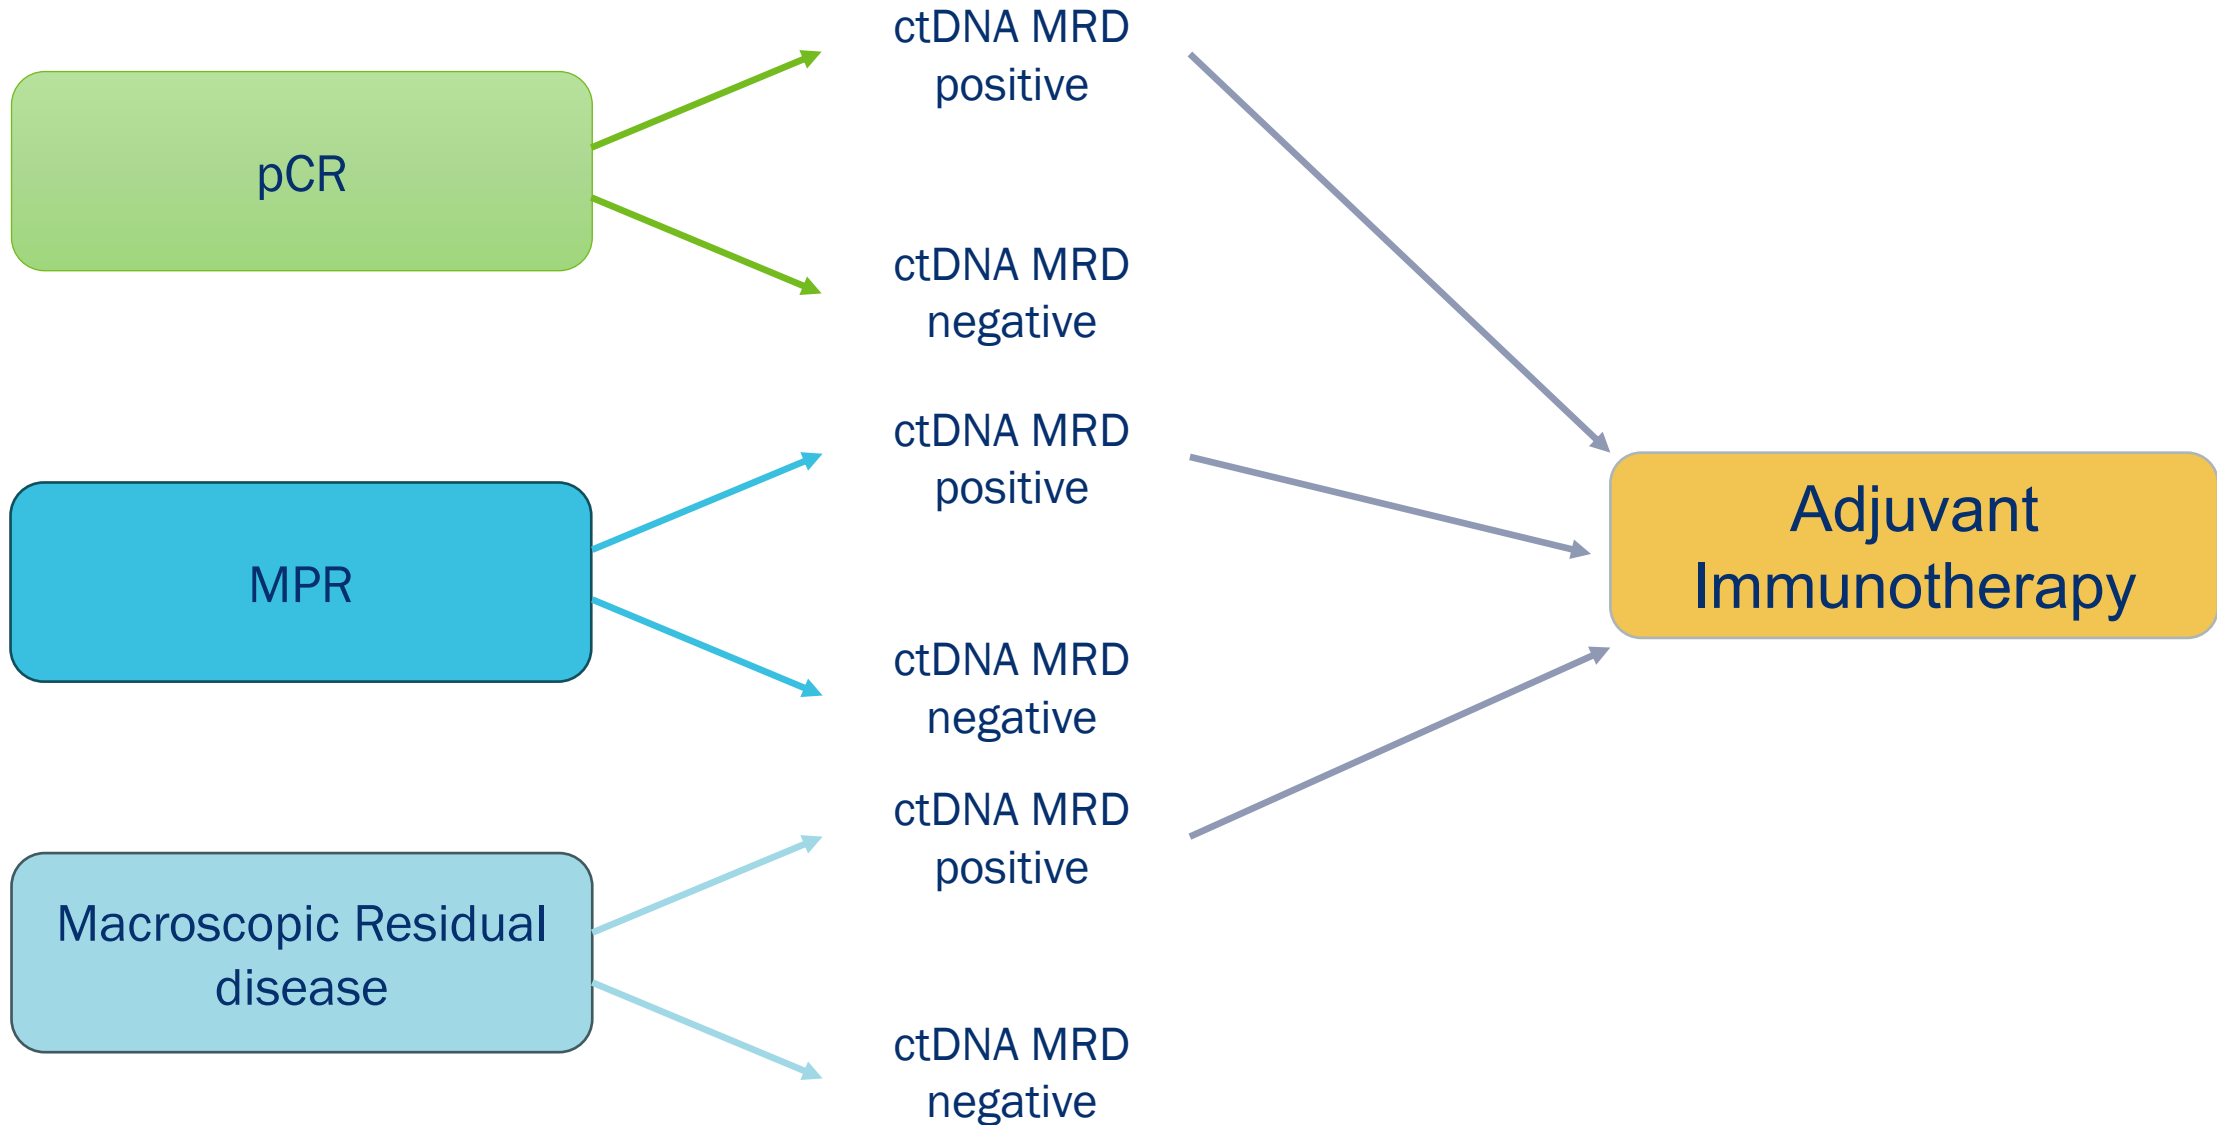 pCR
ctDNA MRD
positive
ctDNA MRD
negative
MPR
ctDNA MRD
positive
ctDNA MRD
negative
Macroscopic Residual
disease
ctDNA MRD
positive
ctDNA MRD
negative
Adjuvant
Immunotherapy